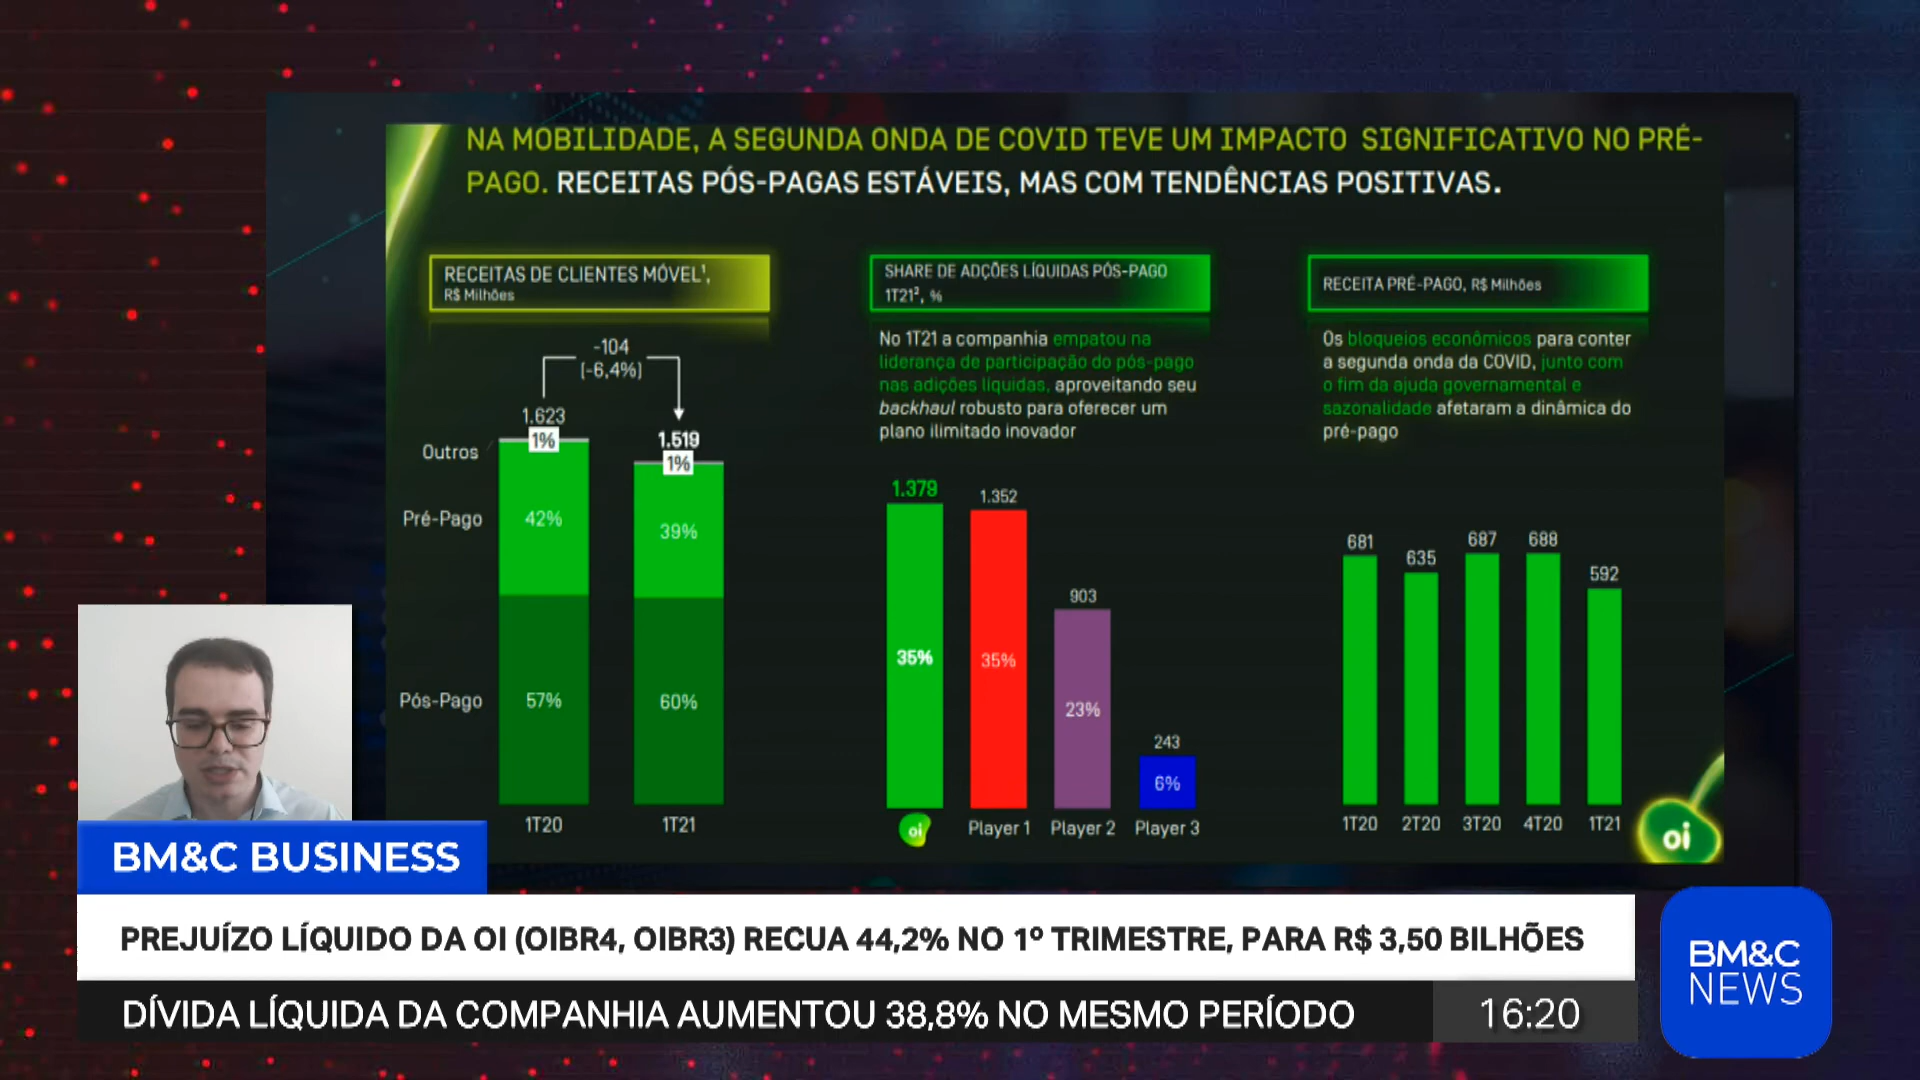 NA MOBILIDADE, A SEGUNDA ONDA DE COVID TEVE UM IMPACTO SIGNIFICATIVO NO PRÉ-
PAGO. RECEITAS PÓS-PAGAS ESTÁVEIS, MAS COM TENDÊNCIAS POSITIVAS.
RECEITAS DE CLIENTES MÓVEL¹,
R$ Milhões
-104
(-6,4%)
1.623
1%
1.519
1%
Outros
Pré-Pago
42%
39%
Pós-Pago
57%
60%
1T20
1T21
SHARE DE ADÇÕES LÍQUIDAS PÓS-PAGO
1T21², %
No 1T21 a companhia empatou na
liderança de participação do pós-pago
nas adições líquidas, aproveitando seu
backhaul robusto para oferecer um
plano ilimitado inovador
1.379
1.352
903
243
35%
35%
23%
6%
oi
Player 1
Player 2
Player 3
RECEITA PRÉ-PAGO, R$ Milhões
Os bloqueios econômicos para conter
a segunda onda da COVID, junto com
o fim da ajuda governamental e
sazonalidade afetaram a dinâmica do
pré-pago
681
635
687
688
592
1T20
2T20
3T20
4T20
1T21
oi
BM&C BUSINESS
PREJUÍZO LÍQUIDO DA OI (OIBR4, OIBR3) RECUA 44,2% NO 1º TRIMESTRE, PARA R$ 3,50 BILHÕES
DÍVIDA LÍQUIDA DA COMPANHIA AUMENTOU 38,8% NO MESMO PERÍODO
16:20
BM&C
NEWS